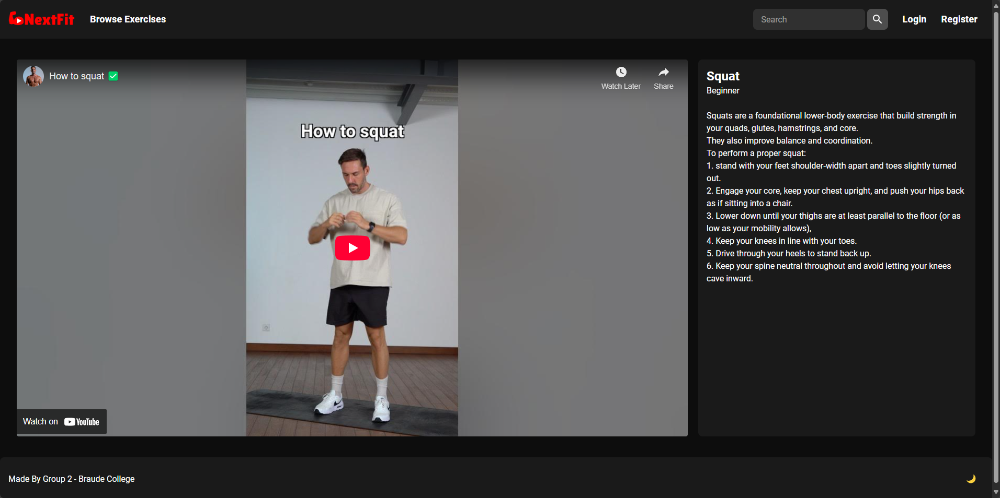 NextFit
Browse Exercises
Search
Login
Register
How to squat ✅
Watch Later
Share
How to squat
Watch on YouTube
Squat
Beginner
Squats are a foundational lower-body exercise that build strength in
your quads, glutes, hamstrings, and core.
They also improve balance and coordination.
To perform a proper squat:
1. stand with your feet shoulder-width apart and toes slightly turned
out.
2. Engage your core, keep your chest upright, and push your hips back
as if sitting into a chair.
3. Lower down until your thighs are at least parallel to the floor (or as
low as your mobility allows),
4. Keep your knees in line with your toes.
5. Drive through your heels to stand back up.
6. Keep your spine neutral throughout and avoid letting your knees
cave inward.
Made By Group 2 - Braude College